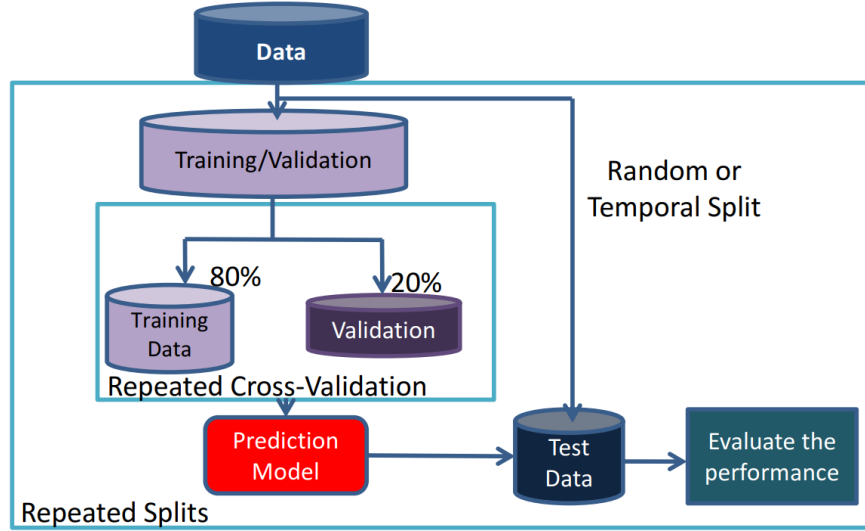 Data
Training/Validation
Random or
Temporal Split
80%
20%
Training
Data
Validation
Repeated Cross-Validation
Prediction
Model
Test
Data
Evaluate the
performance
Repeated Splits